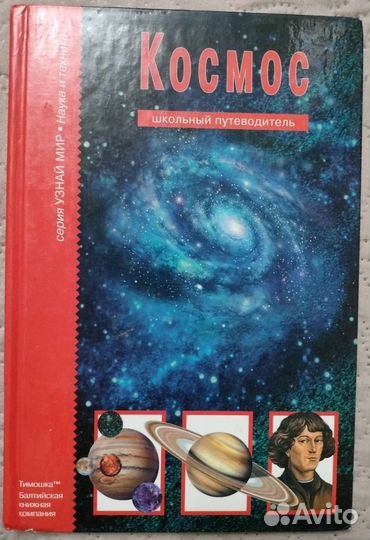 Космос
школьный путеводитель
серия УЗНАЙ МИР • Наука и техника
Тимошка™
Балтийская
книжная
компания
Avito